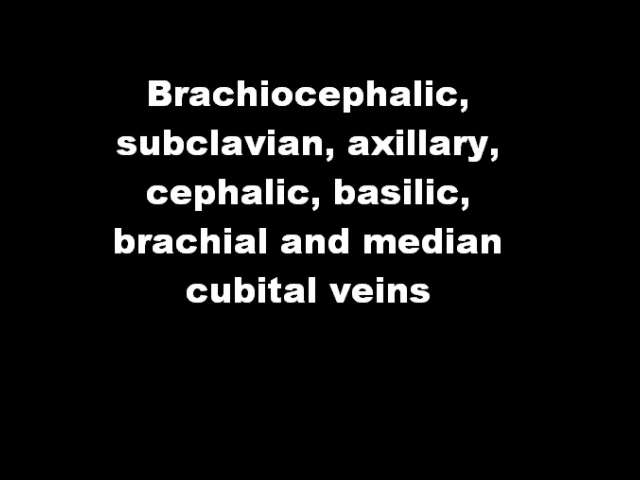 Brachiocephalic,
subclavian, axillary,
cephalic, basilic,
brachial and median
cubital veins